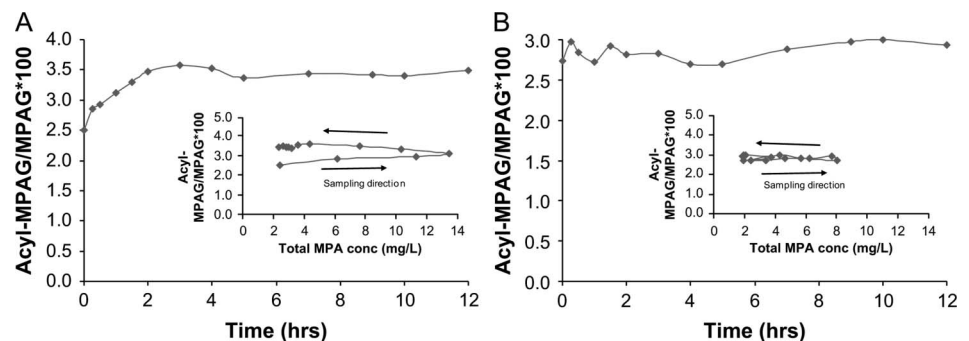 A
Acyl-MPAG/MPAG*100
4.0
3.5
3.0
2.5
2.0
1.5
1.0
0.5
0.0
0 2 4 6 8 10 12
Time (hrs)
Acyl-
MPAG/MPAG*100
5.0
4.0
3.0
2.0
1.0
0.0
Sampling direction
0 2 4 6 8 10 12 14
Total MPA conc (mg/L)
B
Acyl-MPAG/MPAG*100
3.0
2.5
2.0
1.5
1.0
0.5
0.0
0 2 4 6 8 10 12
Time (hrs)
Acyl-
MPAG/MPAG*100
5.0
4.0
3.0
2.0
1.0
0.0
Sampling direction
0 2 4 6 8 10 12 14
Total MPA conc (mg/L)